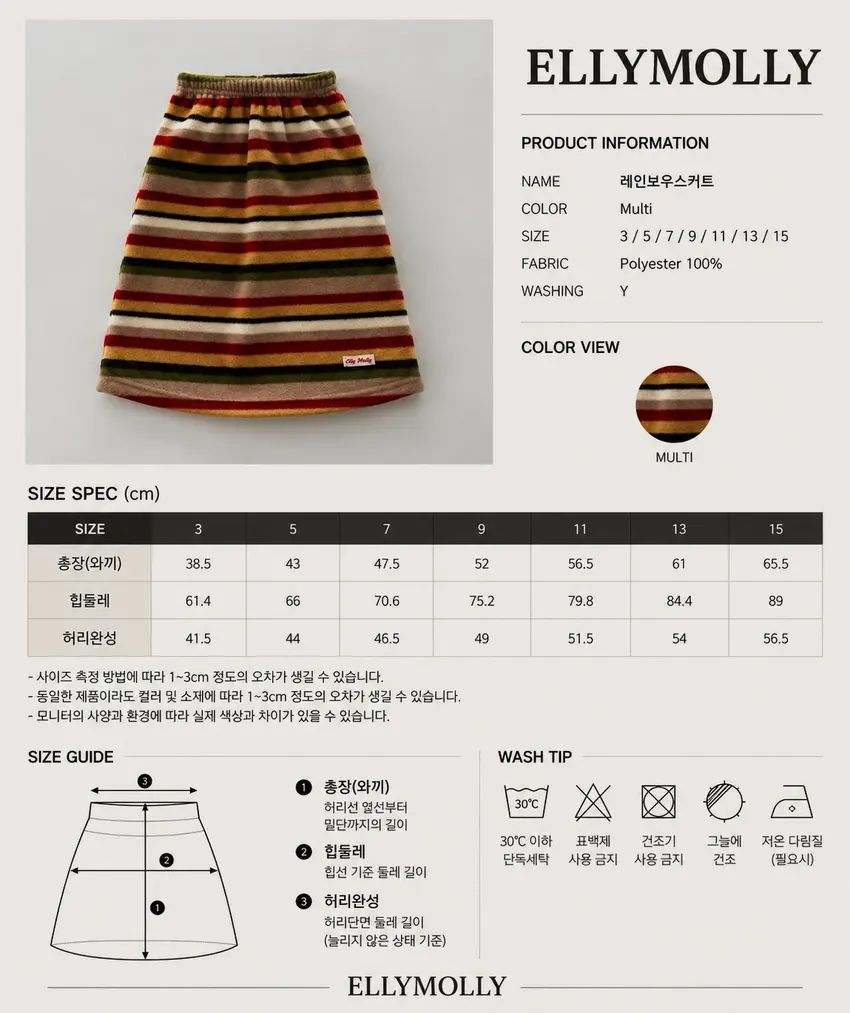 ELLYMOLLY
PRODUCT INFORMATION
NAME 레인보우스커트
COLOR Multi
SIZE 3 / 5 / 7 / 9 / 11 / 13 / 15
FABRIC Polyester 100%
WASHING Y
Elly Molly
COLOR VIEW
MULTI
SIZE SPEC (cm)
SIZE 3 5 7 9 11 13 15
총장(와끼) 38.5 43 47.5 52 56.5 61 65.5
힙둘레 61.4 66 70.6 75.2 79.8 84.4 89
허리완성 41.5 44 46.5 49 51.5 54 56.5
- 사이즈 측정 방법에 따라 1~3cm 정도의 오차가 생길 수 있습니다.
- 동일한 제품이라도 컬러 및 소재에 따라 1~3cm 정도의 오차가 생길 수 있습니다.
- 모니터의 사양과 환경에 따라 실제 색상과 차이가 있을 수 있습니다.
SIZE GUIDE
3
2
1
1 총장(와끼)
허리선 옆선부터
밑단까지의 길이
2 힙둘레
힙선 기준 둘레 길이
3 허리완성
허리단면 둘레 길이
(늘리지 않은 상태 기준)
WASH TIP
30℃
30℃ 이하
단독세탁
표백제
사용 금지
건조기
사용 금지
그늘에
건조
저온 다림질
(필요시)
ELLYMOLLY